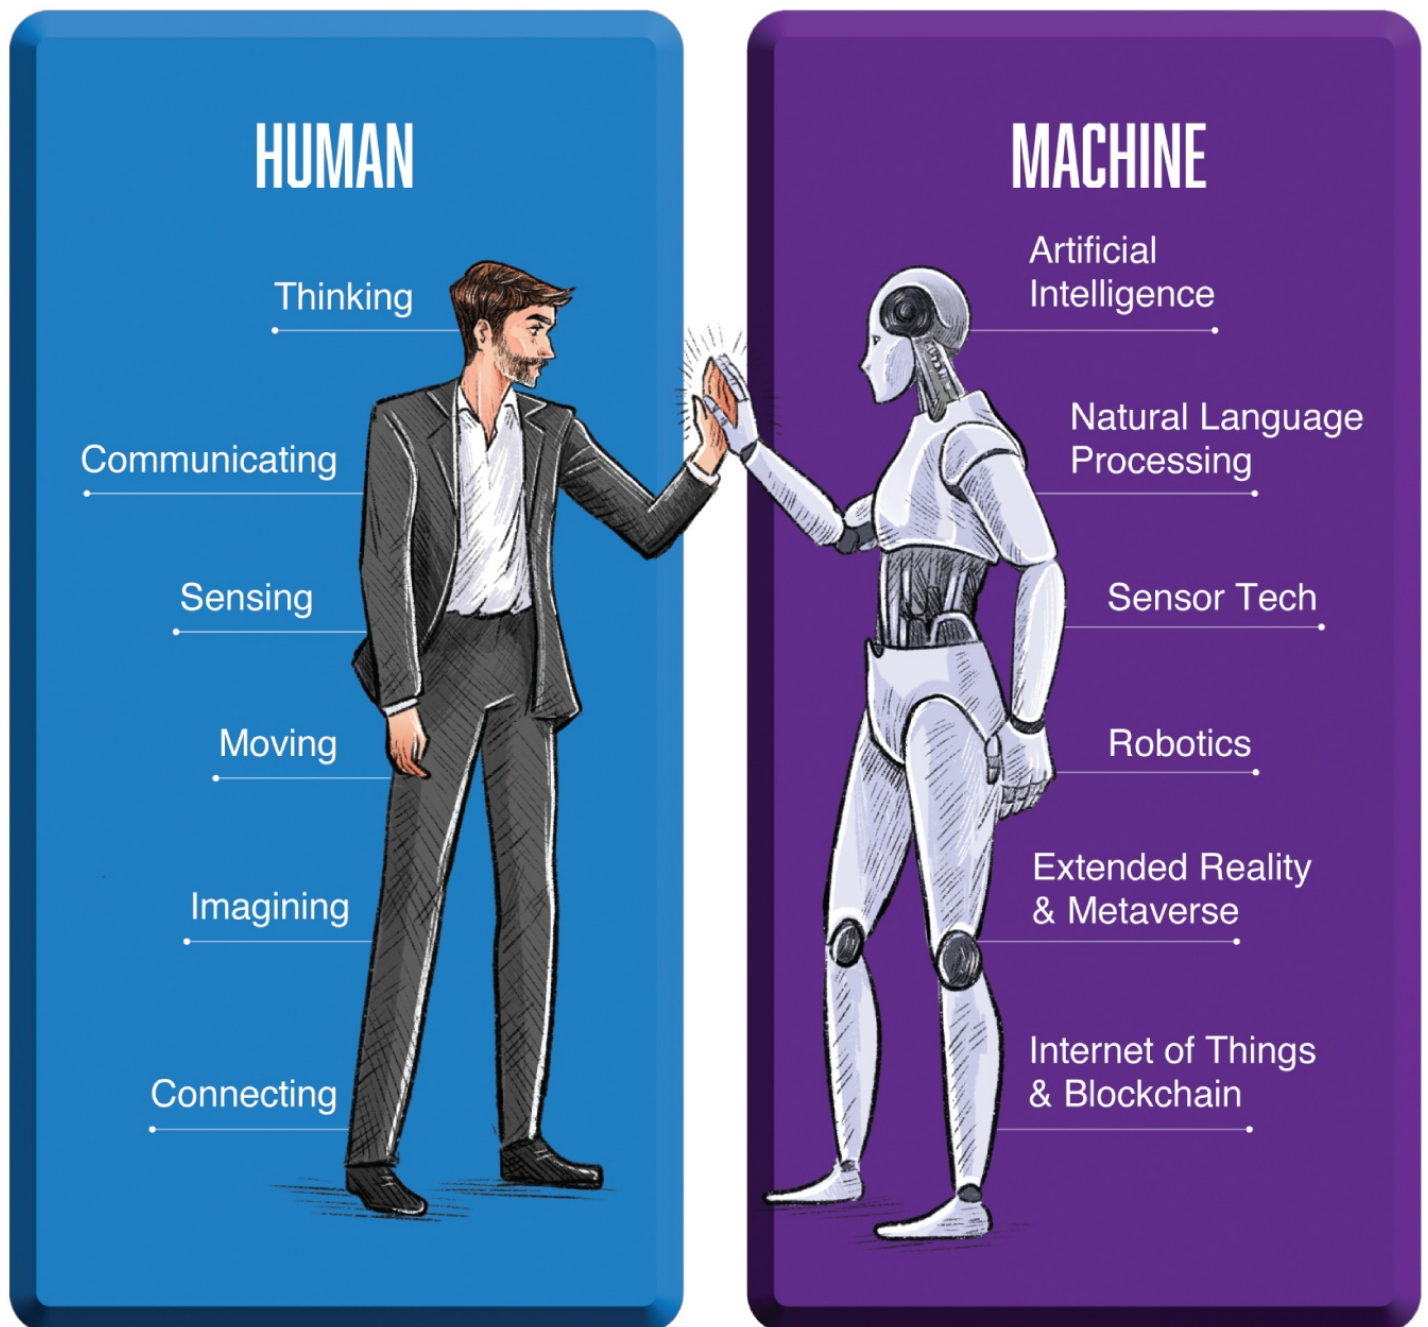 HUMAN
Thinking
Communicating
Sensing
Moving
Imagining
Connecting
MACHINE
Artificial
Intelligence
Natural Language
Processing
Sensor Tech
Robotics
Extended Reality
& Metaverse
Internet of Things
& Blockchain